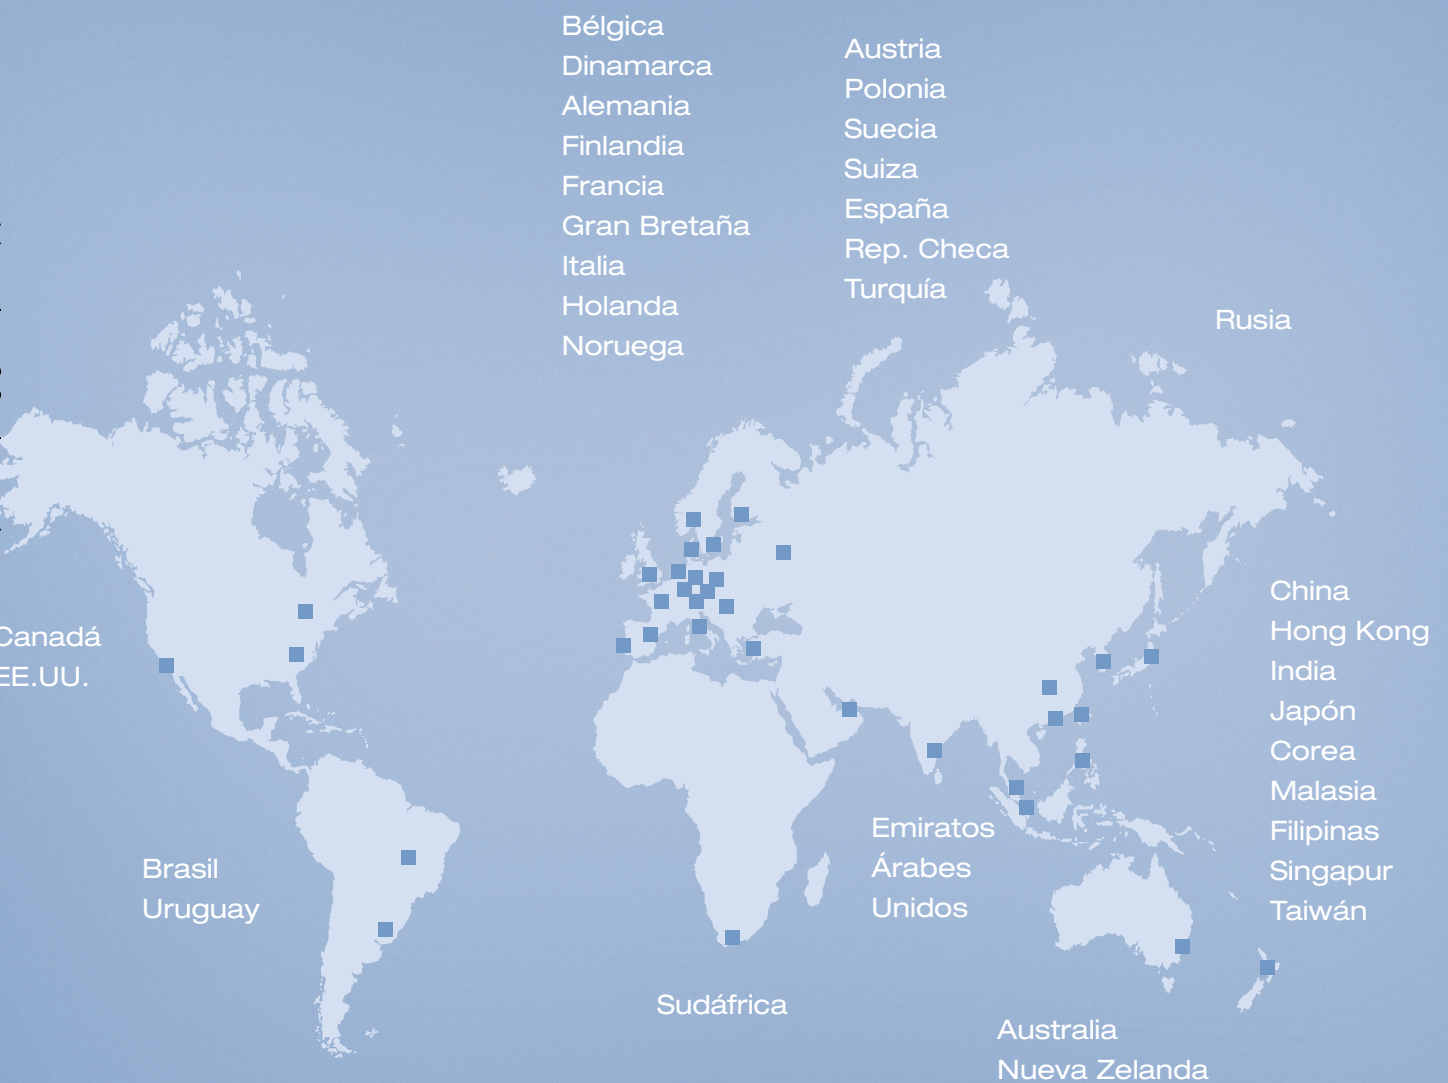 Bélgica
Dinamarca
Alemania
Finlandia
Francia
Gran Bretaña
Italia
Holanda
Noruega
Austria
Polonia
Suecia
Suiza
España
Rep. Checa
Turquía
Rusia
Canadá
EE.UU.
China
Hong Kong
India
Japón
Corea
Malasia
Filipinas
Singapur
Taiwán
Brasil
Uruguay
Emiratos
Árabes
Unidos
Sudáfrica
Australia
Nueva Zelanda